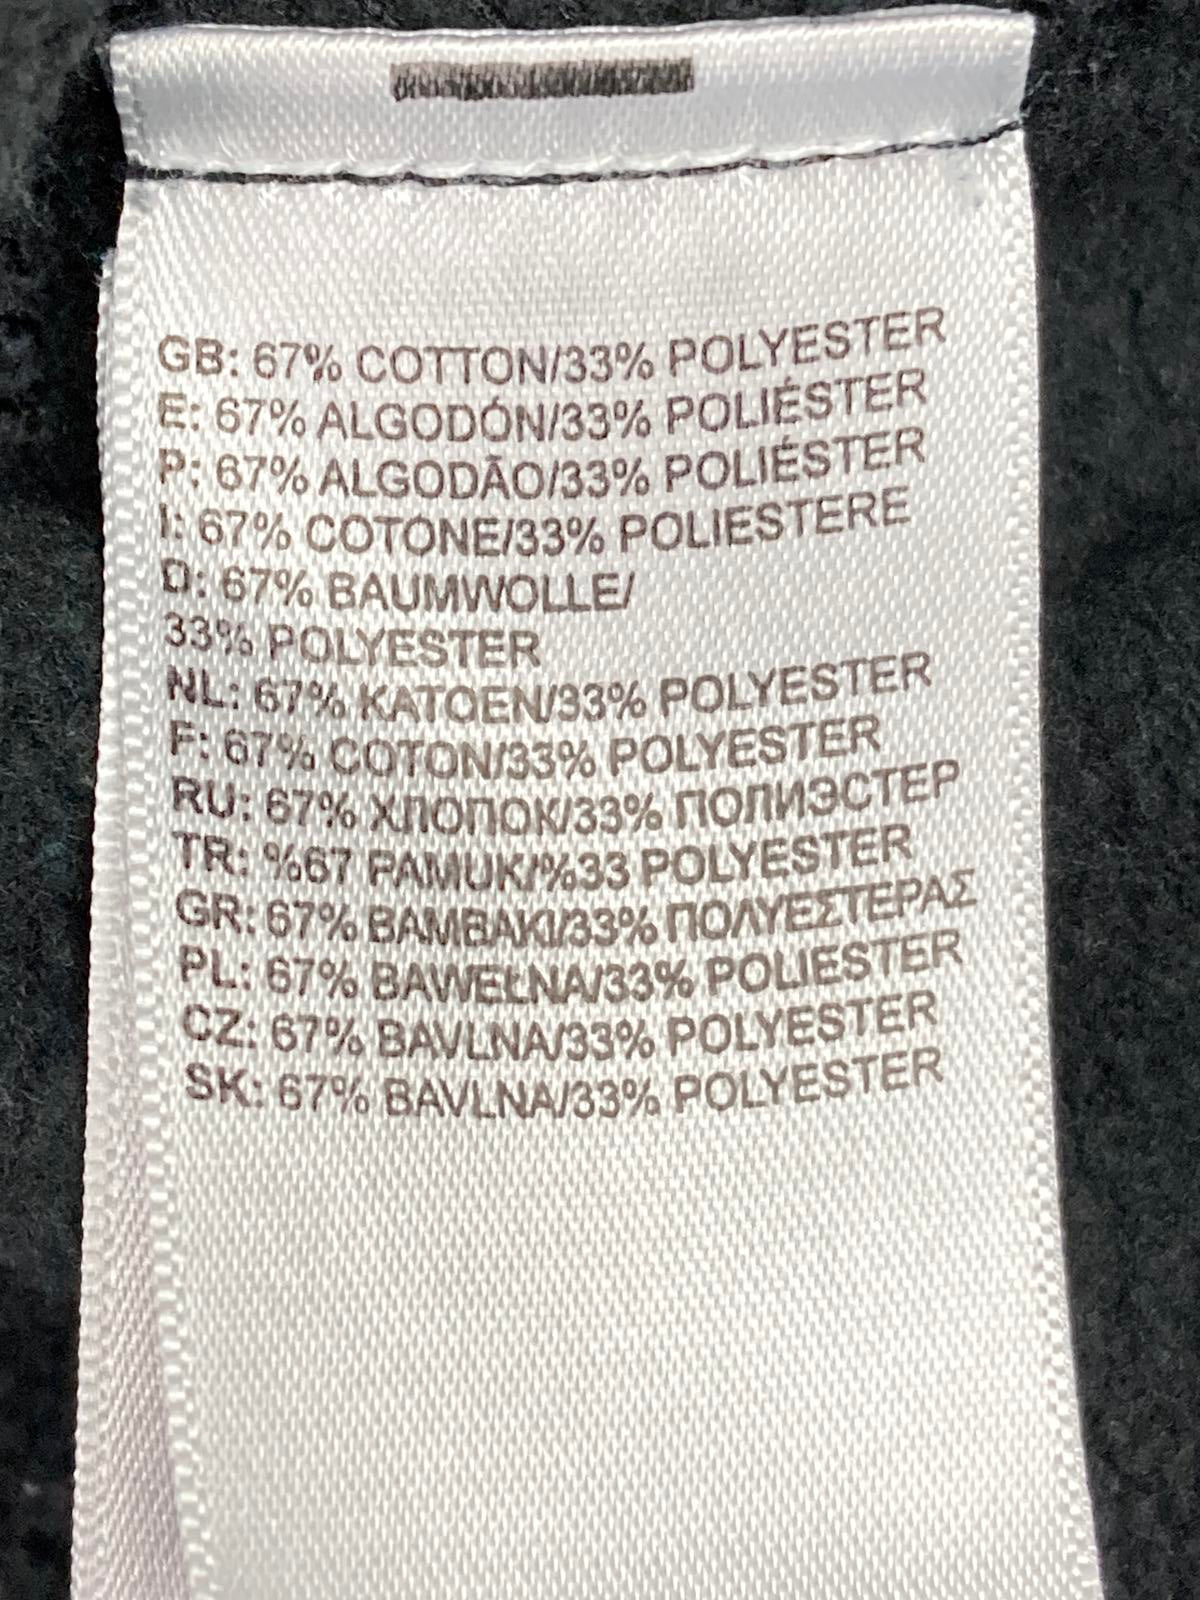 GB: 67% COTTON/33% POLYESTER
E: 67% ALGODÓN/33% POLIÉSTER
P: 67% ALGODÃO/33% POLIÉSTER
I: 67% COTONE/33% POLIESTERE
D: 67% BAUMWOLLE/
33% POLYESTER
NL: 67% KATOEN/33% POLYESTER
F: 67% COTON/33% POLYESTER
RU: 67% ХЛОПОК/33% ПОЛИЭСТЕР
TR: %67 PAMUK/%33 POLYESTER
GR: 67% ΒΑΜΒΑΚΙ/33% ΠΟΛΥΕΣΤΕΡΑΣ
PL: 67% BAWEŁNA/33% POLIESTER
CZ: 67% BAVLNA/33% POLYESTER
SK: 67% BAVLNA/33% POLYESTER